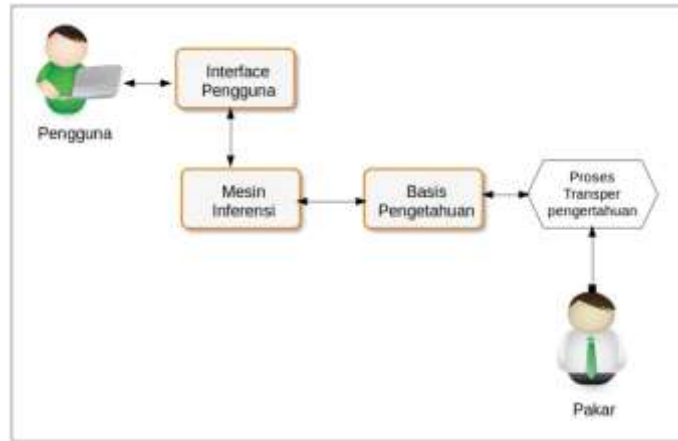 Interface
Pengguna
Pengguna
Mesin
Inferensi
Basis
Pengetahuan
Proses
Transper
pengertahuan
Pakar